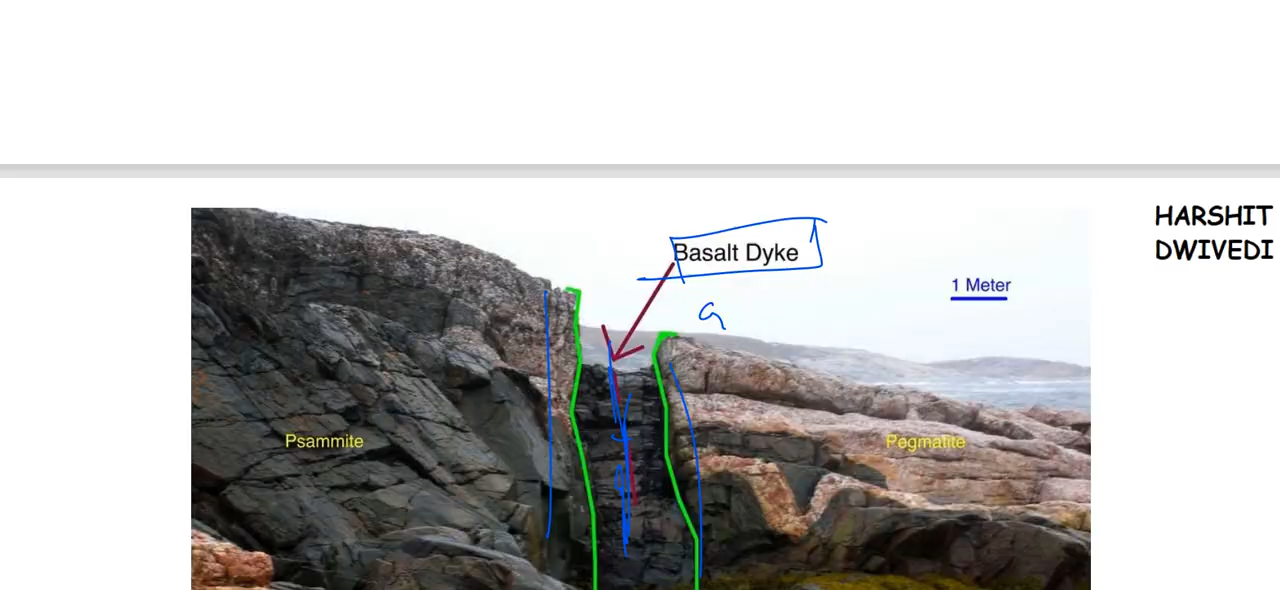 HARSHIT
DWIVEDI
Basalt Dyke
1 Meter
Psammite
Pegmatite